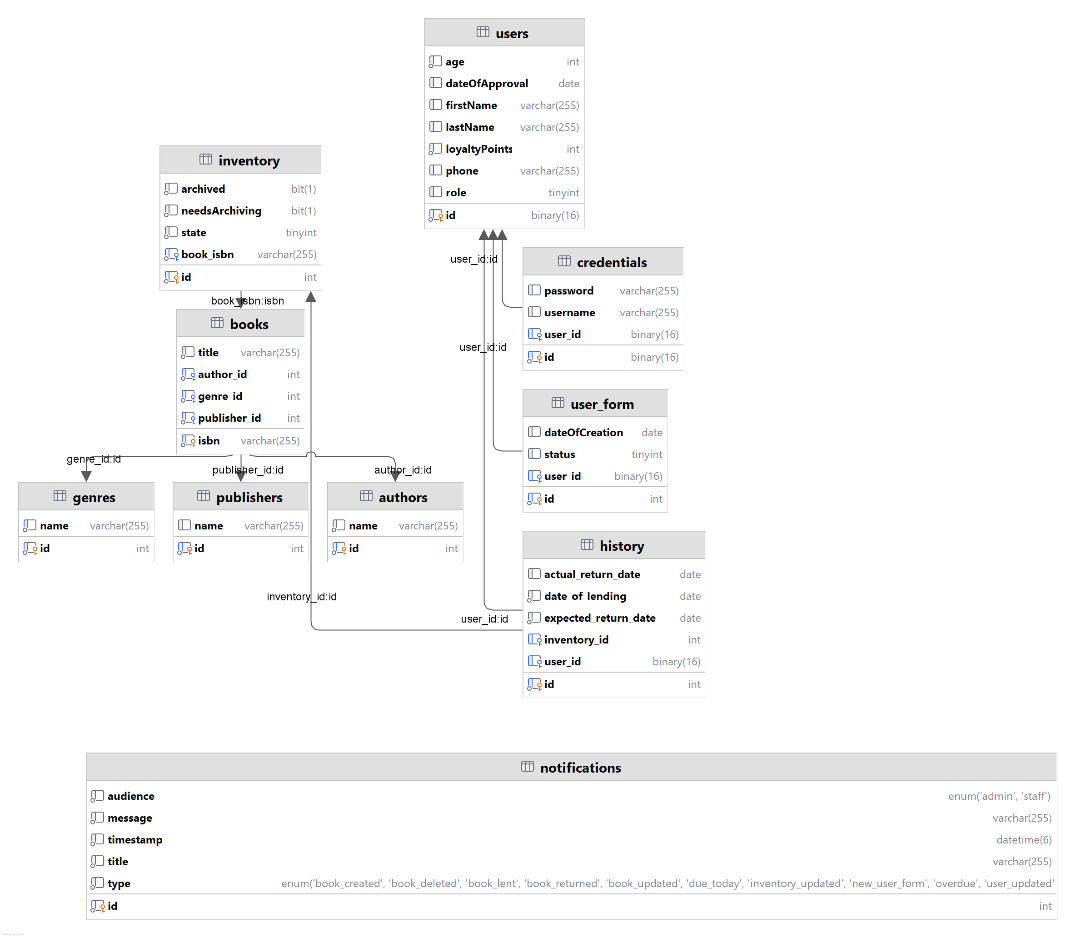 users
age int
dateOfApproval date
firstName varchar(255)
lastName varchar(255)
loyaltyPoints int
phone varchar(255)
role tinyint
id binary(16)
inventory
archived bit(1)
needsArchiving bit(1)
state tinyint
book_isbn varchar(255)
id int
user_id:id
credentials
password varchar(255)
username varchar(255)
user_id binary(16)
id binary(16)
book_isbn:isbn
books
title varchar(255)
author_id int
genre_id int
publisher_id int
isbn varchar(255)
user_id:id
user_form
dateOfCreation date
status tinyint
user_id binary(16)
id int
genre_id:id
publisher_id:id
author_id:id
genres
name varchar(255)
id int
publishers
name varchar(255)
id int
authors
name varchar(255)
id int
history
actual_return_date date
date_of_lending date
expected_return_date date
inventory_id int
user_id binary(16)
id int
inventory_id:id
user_id:id
notifications
audience enum('admin', 'staff')
message varchar(255)
timestamp datetime(6)
title varchar(255)
type enum('book_created', 'book_deleted', 'book_lent', 'book_returned', 'book_updated', 'due_today', 'inventory_updated', 'new_user_form', 'overdue', 'user_updated'
id int